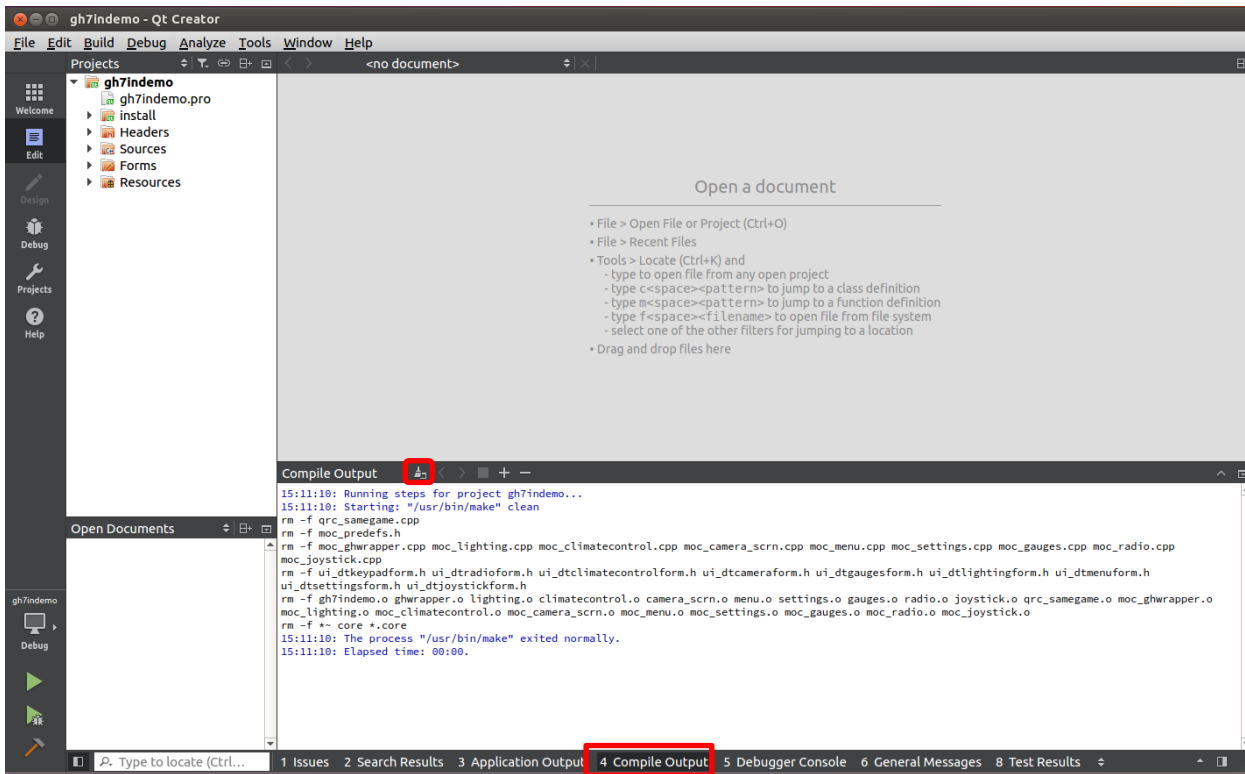 gh7indemo - Qt Creator
File Edit Build Debug Analyze Tools Window Help
Projects
<no document>
Welcome
Edit
Design
Debug
Projects
Help
gh7indemo
gh7indemo.pro
install
Headers
Sources
Forms
Resources
Open a document
• File > Open File or Project (Ctrl+O)
• File > Recent Files
• Tools > Locate (Ctrl+K) and
- type to open file from any open project
- type c<space><pattern> to jump to a class definition
- type m<space><pattern> to jump to a function definition
- type f<space><filename> to open file from file system
- select one of the other filters for jumping to a location
• Drag and drop files here
Compile Output
15:11:10: Running steps for project gh7indemo...
15:11:10: Starting: "/usr/bin/make" clean
rm -f qrc_samegame.cpp
rm -f moc_predefs.h
rm -f moc_ghwrapper.cpp moc_lighting.cpp moc_climatecontrol.cpp moc_camera_scrn.cpp moc_menu.cpp moc_settings.cpp moc_gauges.cpp moc_radio.cpp
moc_joystick.cpp
rm -f ui_dtkeypadform.h ui_dtradioform.h ui_dtclimatecontrolform.h ui_dtcameraform.h ui_dtgaugesform.h ui_dtlightingform.h ui_dtmenuform.h
ui_dtsettingsform.h ui_dtjoystickform.h
rm -f gh7indemo.o ghwrapper.o lighting.o climatecontrol.o camera_scrn.o menu.o settings.o gauges.o radio.o joystick.o qrc_samegame.o moc_ghwrapper.o
moc_lighting.o moc_climatecontrol.o moc_camera_scrn.o moc_menu.o moc_settings.o moc_gauges.o moc_radio.o moc_joystick.o
rm -f *~ core *.core
15:11:10: The process "/usr/bin/make" exited normally.
15:11:10: Elapsed time: 00:00.
Open Documents
gh7indemo
Debug
Type to locate (Ctrl...
1 Issues 2 Search Results 3 Application Output 4 Compile Output 5 Debugger Console 6 General Messages 8 Test Results